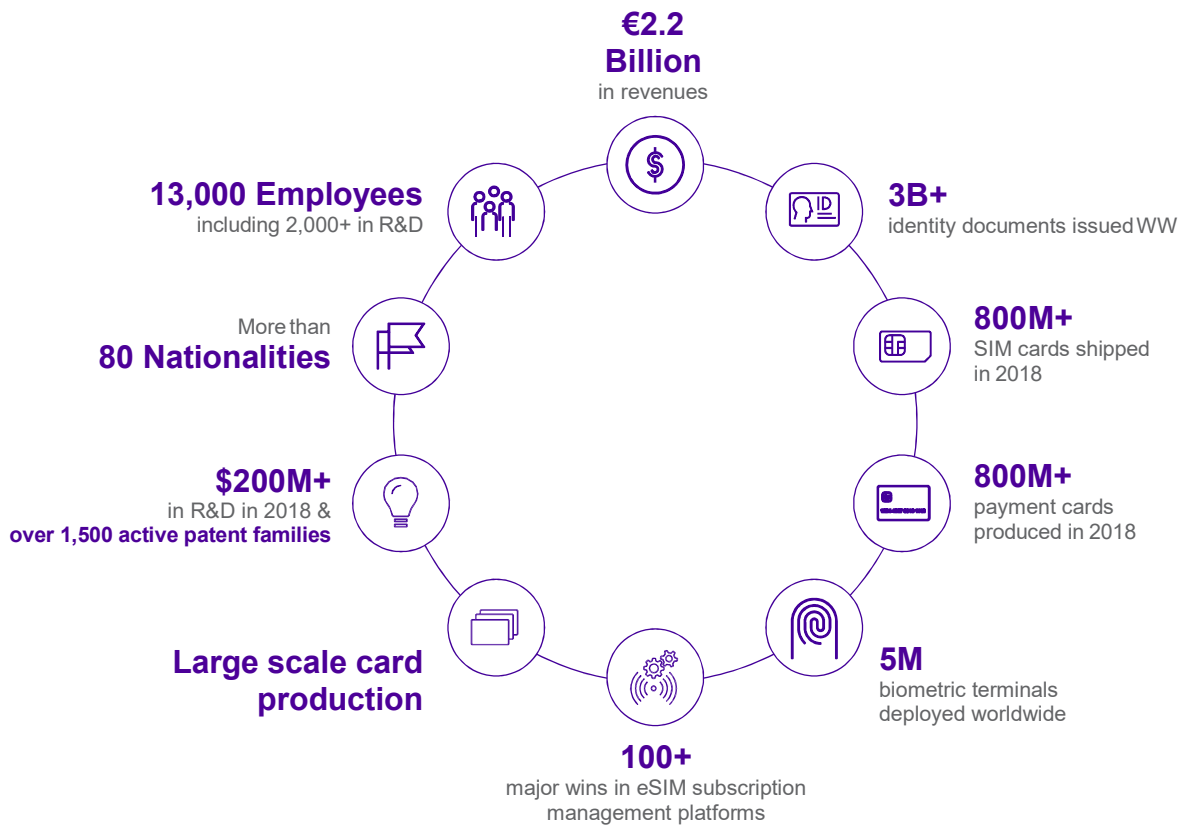 €2.2
Billion
in revenues
$
3B+
identity documents issued WW
ID
800M+
SIM cards shipped
in 2018
800M+
payment cards
produced in 2018
5M
biometric terminals
deployed worldwide
100+
major wins in eSIM subscription
management platforms
Large scale card
production
$200M+
in R&D in 2018 &
over 1,500 active patent families
More than
80 Nationalities
13,000 Employees
including 2,000+ in R&D